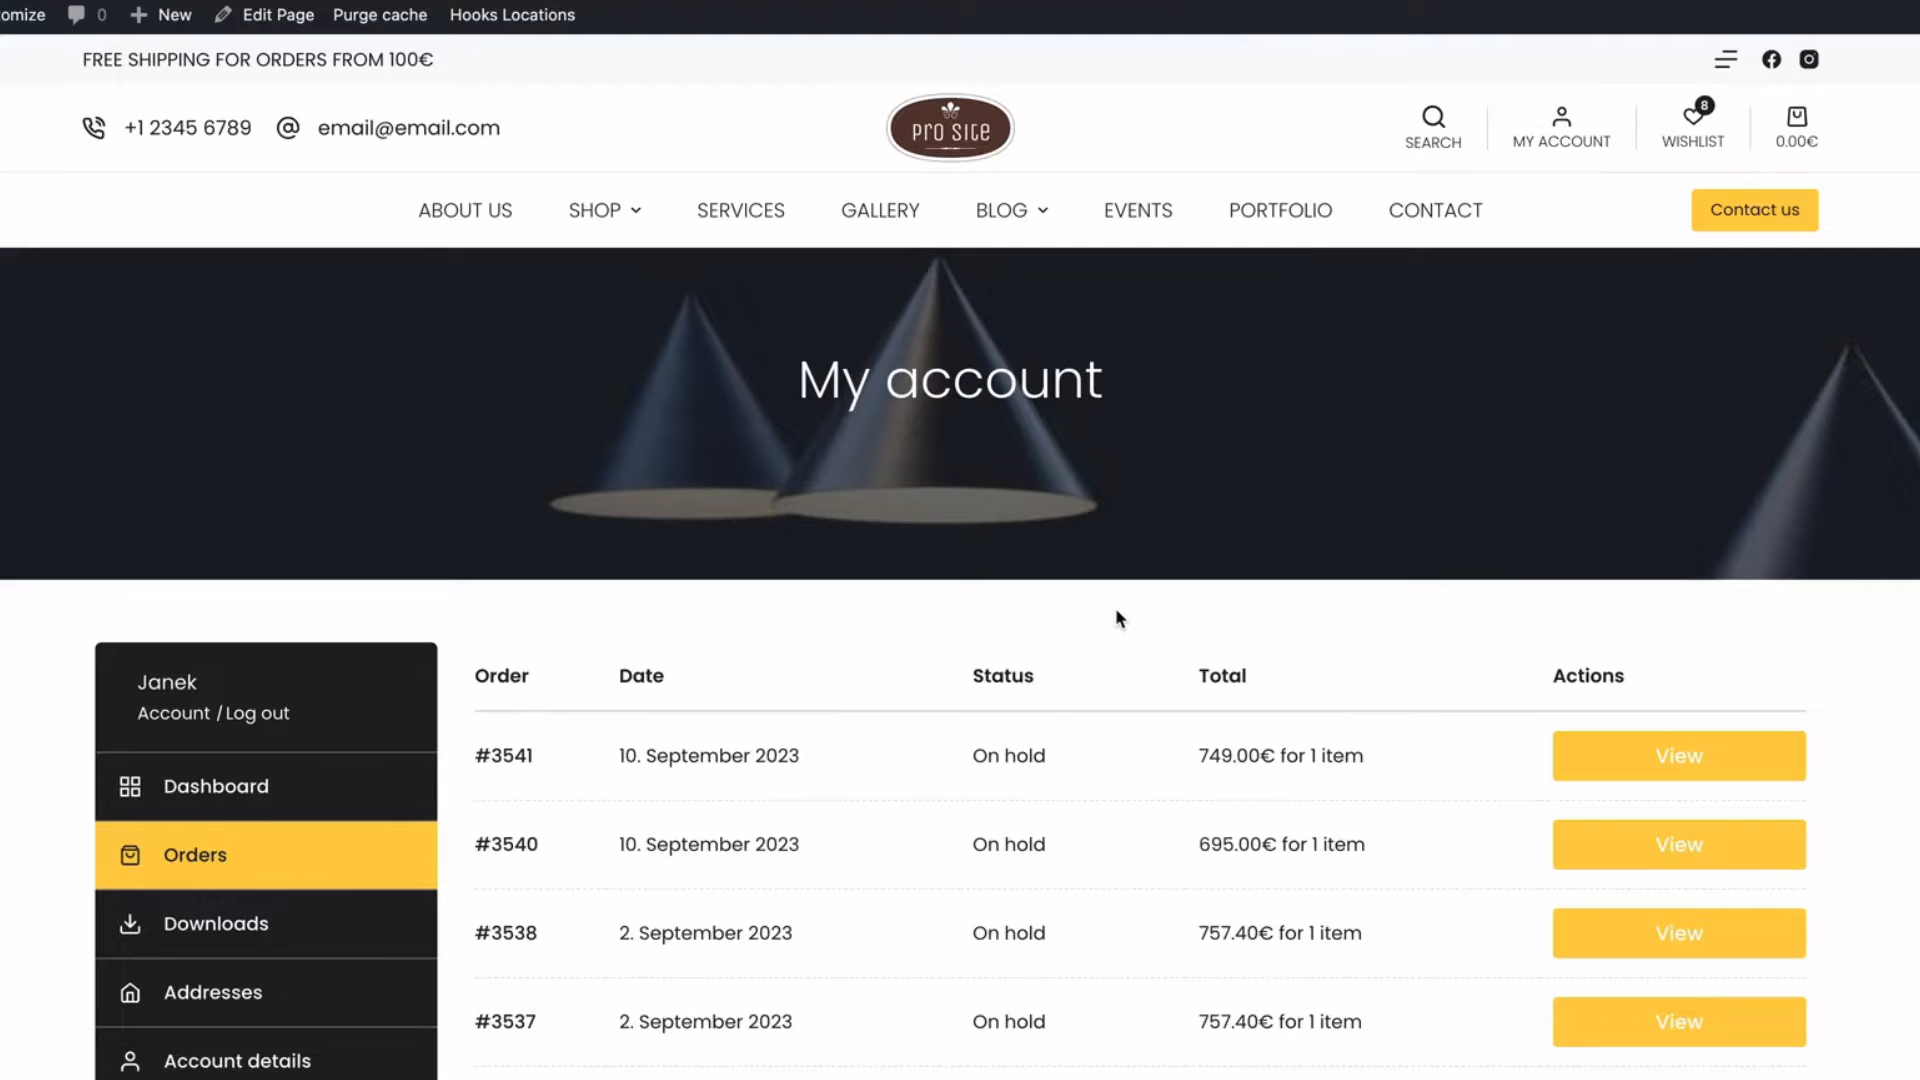 omize 0 New Edit Page Purge cache Hooks Locations
FREE SHIPPING FOR ORDERS FROM 100€
+1 2345 6789 email@email.com
PRO SITE
SEARCH
MY ACCOUNT
8
WISHLIST
0.00€
ABOUT US SHOP SERVICES GALLERY BLOG EVENTS PORTFOLIO CONTACT
Contact us
My account
Janek
Account / Log out
Dashboard
Orders
Downloads
Addresses
Account details
Order Date Status Total Actions
#3541 10. September 2023 On hold 749.00€ for 1 item View
#3540 10. September 2023 On hold 695.00€ for 1 item View
#3538 2. September 2023 On hold 757.40€ for 1 item View
#3537 2. September 2023 On hold 757.40€ for 1 item View